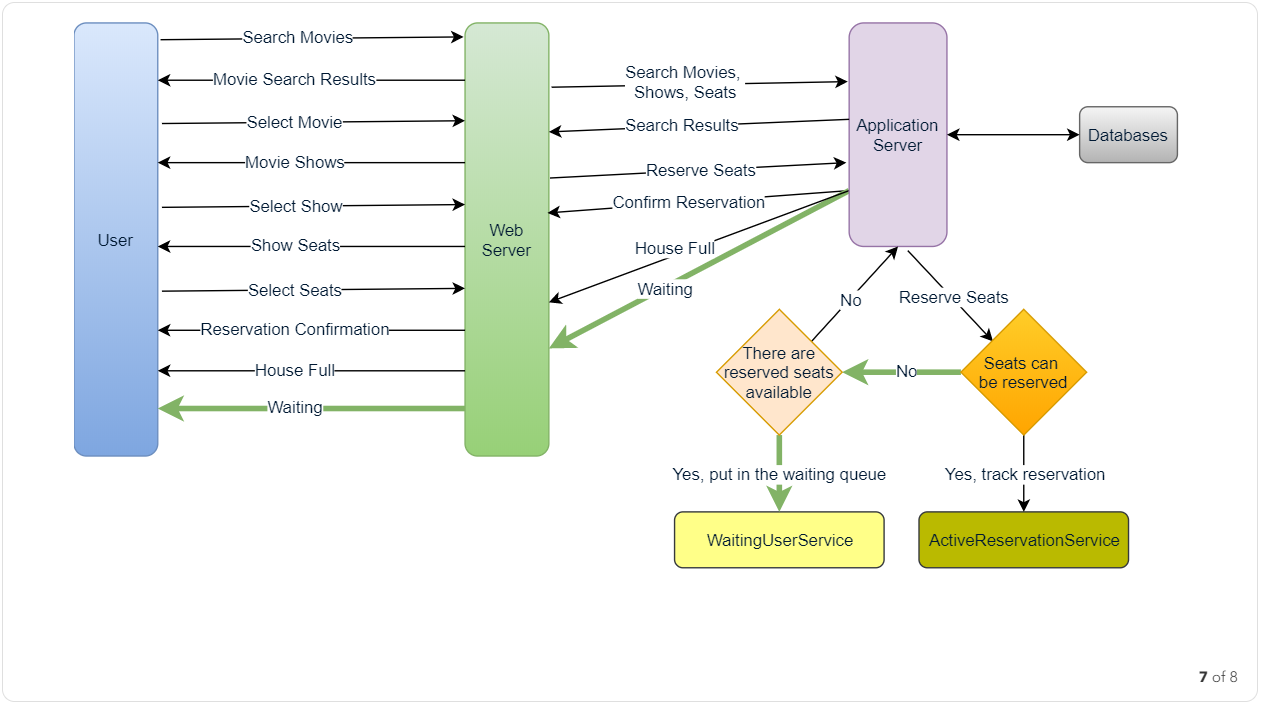 Search Movies
Movie Search Results
Select Movie
Movie Shows
Select Show
Show Seats
Select Seats
Reservation Confirmation
House Full
Waiting
User
Web
Server
Search Movies,
Shows, Seats
Search Results
Reserve Seats
Confirm Reservation
House Full
Waiting
Application
Server
Databases
No
Reserve Seats
There are
reserved seats
available
No
Seats can
be reserved
Yes, put in the waiting queue
Yes, track reservation
WaitingUserService
ActiveReservationService
7 of 8